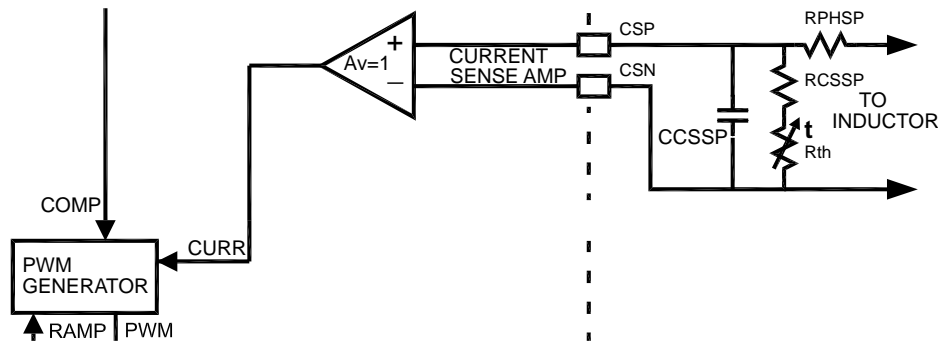 CSP
RPHSP
+
Av=1
CURRENT
SENSE AMP
−
CSN
RCSSP
TO
INDUCTOR
CCSSP
t
Rth
COMP
CURR
PWM
GENERATOR
RAMP
PWM